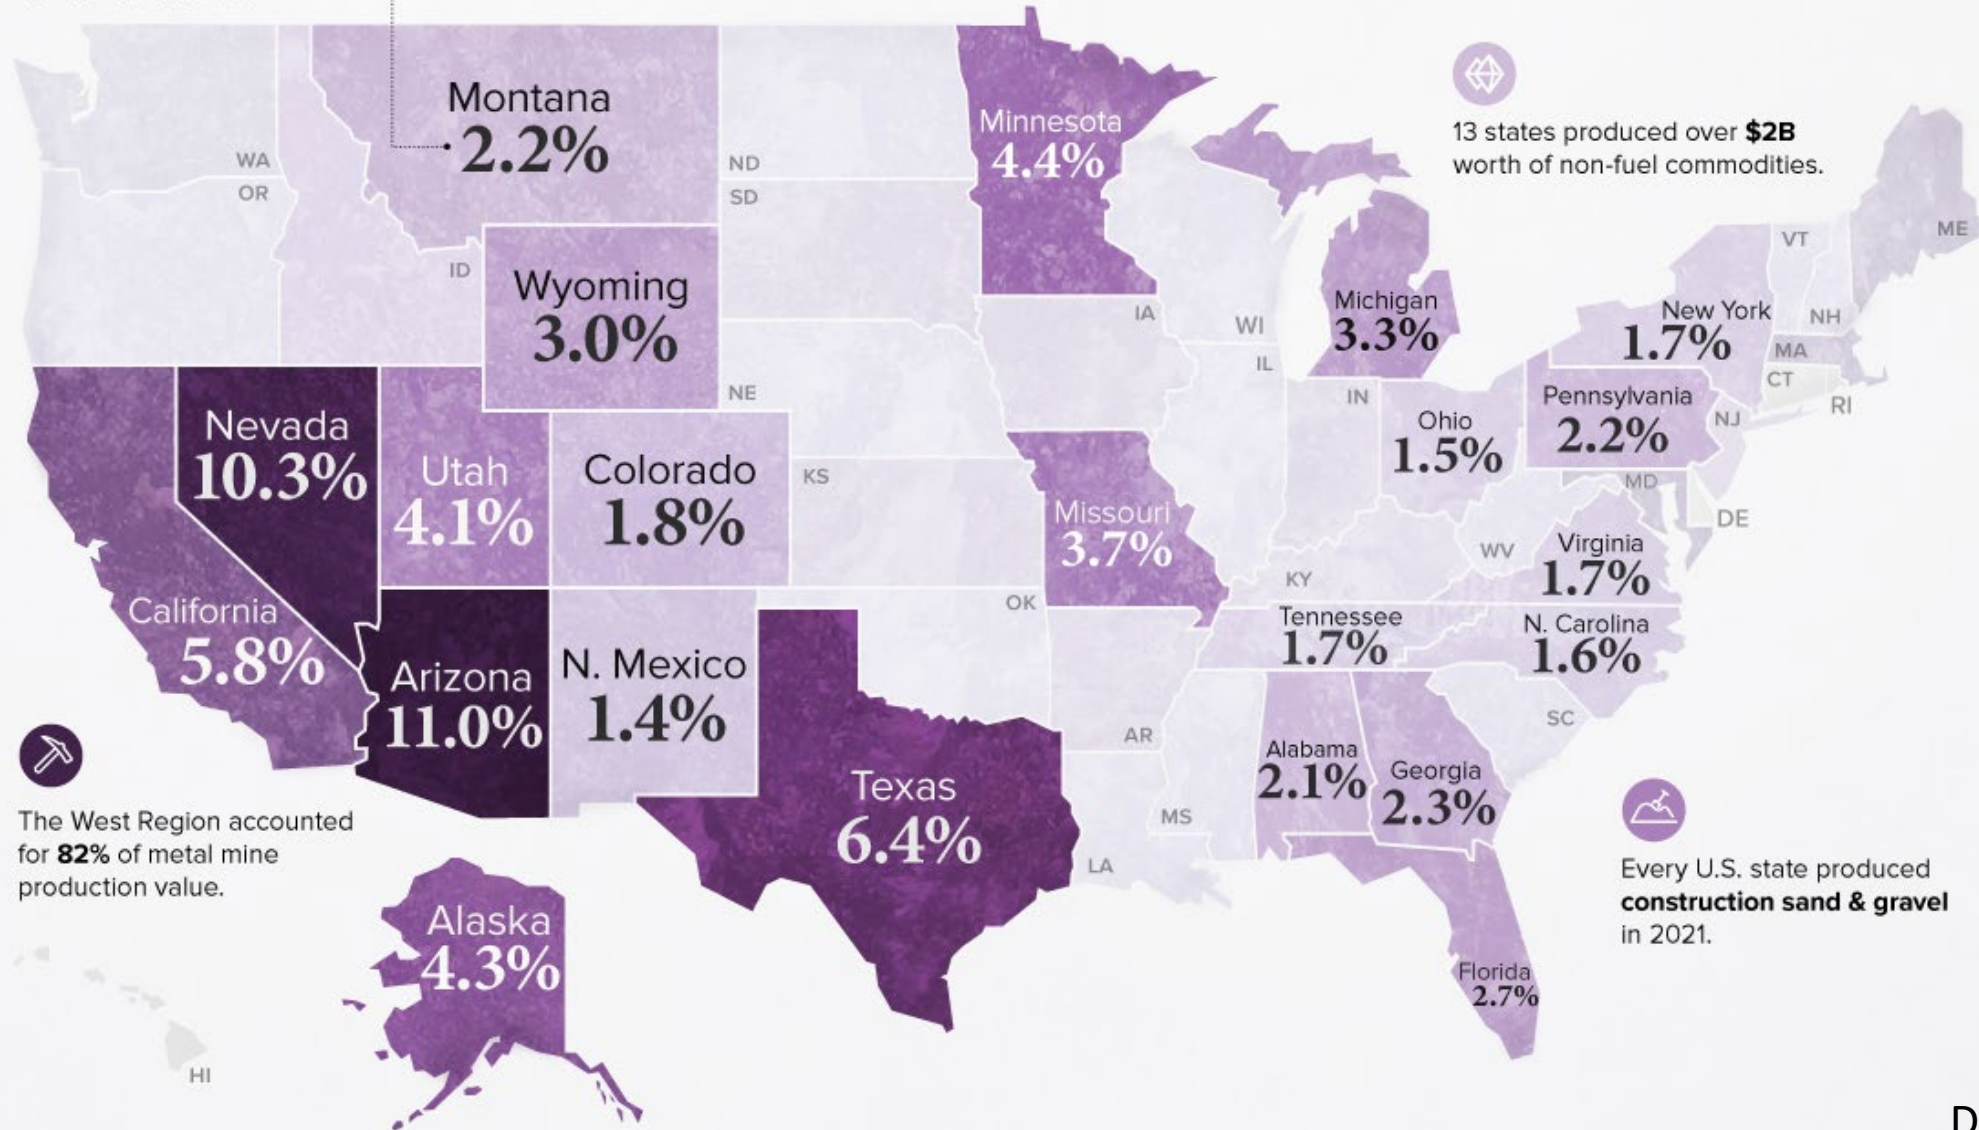 Montana
2.2%
Minnesota
4.4%
13 states produced over $2B
worth of non-fuel commodities.
WA
OR
ND
SD
ID
Wyoming
3.0%
NE
IA
WI
IL
Michigan
3.3%
VT
ME
New York
1.7%
NH
MA
CT
RI
Nevada
10.3%
Utah
4.1%
Colorado
1.8%
KS
Missouri
3.7%
IN
Ohio
1.5%
Pennsylvania
2.2%
NJ
MD
DE
WV
Virginia
1.7%
KY
OK
Tennessee
1.7%
N. Carolina
1.6%
California
5.8%
Arizona
11.0%
N. Mexico
1.4%
Texas
6.4%
AR
SC
MS
LA
Alabama
2.1%
Georgia
2.3%
The West Region accounted
for 82% of metal mine
production value.
Alaska
4.3%
Every U.S. state produced
construction sand & gravel
in 2021.
Florida
2.7%
HI
D